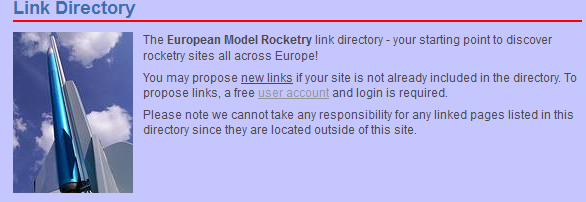 Link Directory
The European Model Rocketry link directory - your starting point to discover
rocketry sites all across Europe!
You may propose new links if your site is not already included in the directory. To
propose links, a free user account and login is required.
Please note we cannot take any responsibility for any linked pages listed in this
directory since they are located outside of this site.